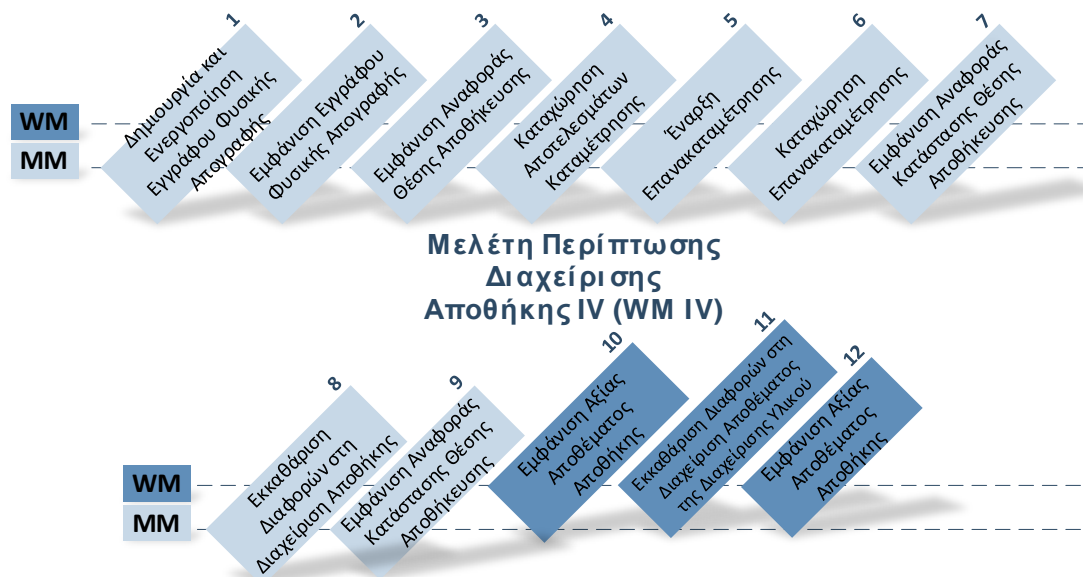 1
Δημιουργία και
Ενεργοποίηση
Εγγράφου Φυσικής
Απογραφής
2
Εμφάνιση Εγγράφου
Φυσικής Απογραφής
3
Εμφάνιση Αναφοράς
Θέσης Αποθήκευσης
4
Καταχώρηση
Αποτελεσμάτων
Καταμέτρησης
5
Έναρξη
Επανακαταμέτρησης
6
Καταχώρηση
Επανακαταμέτρησης
7
Εμφάνιση Αναφοράς
Κατάστασης Θέσης
Αποθήκευσης
WM
MM
Μελέτη Περίπτωσης
Διαχείρισης
Αποθήκης IV (WM IV)
8
Εκκαθάριση
Διαφορών στη
Διαχείριση Αποθήκης
9
Εμφάνιση Αναφοράς
Κατάστασης Θέσης
Αποθήκευσης
10
Εμφάνιση Αξίας
Αποθέματος
Αποθήκης
11
Εκκαθάριση Διαφορών στη
Διαχείριση Αποθέματος
της Διαχείρισης Υλικού
12
Εμφάνιση Αξίας
Αποθέματος
Αποθήκης
WM
MM